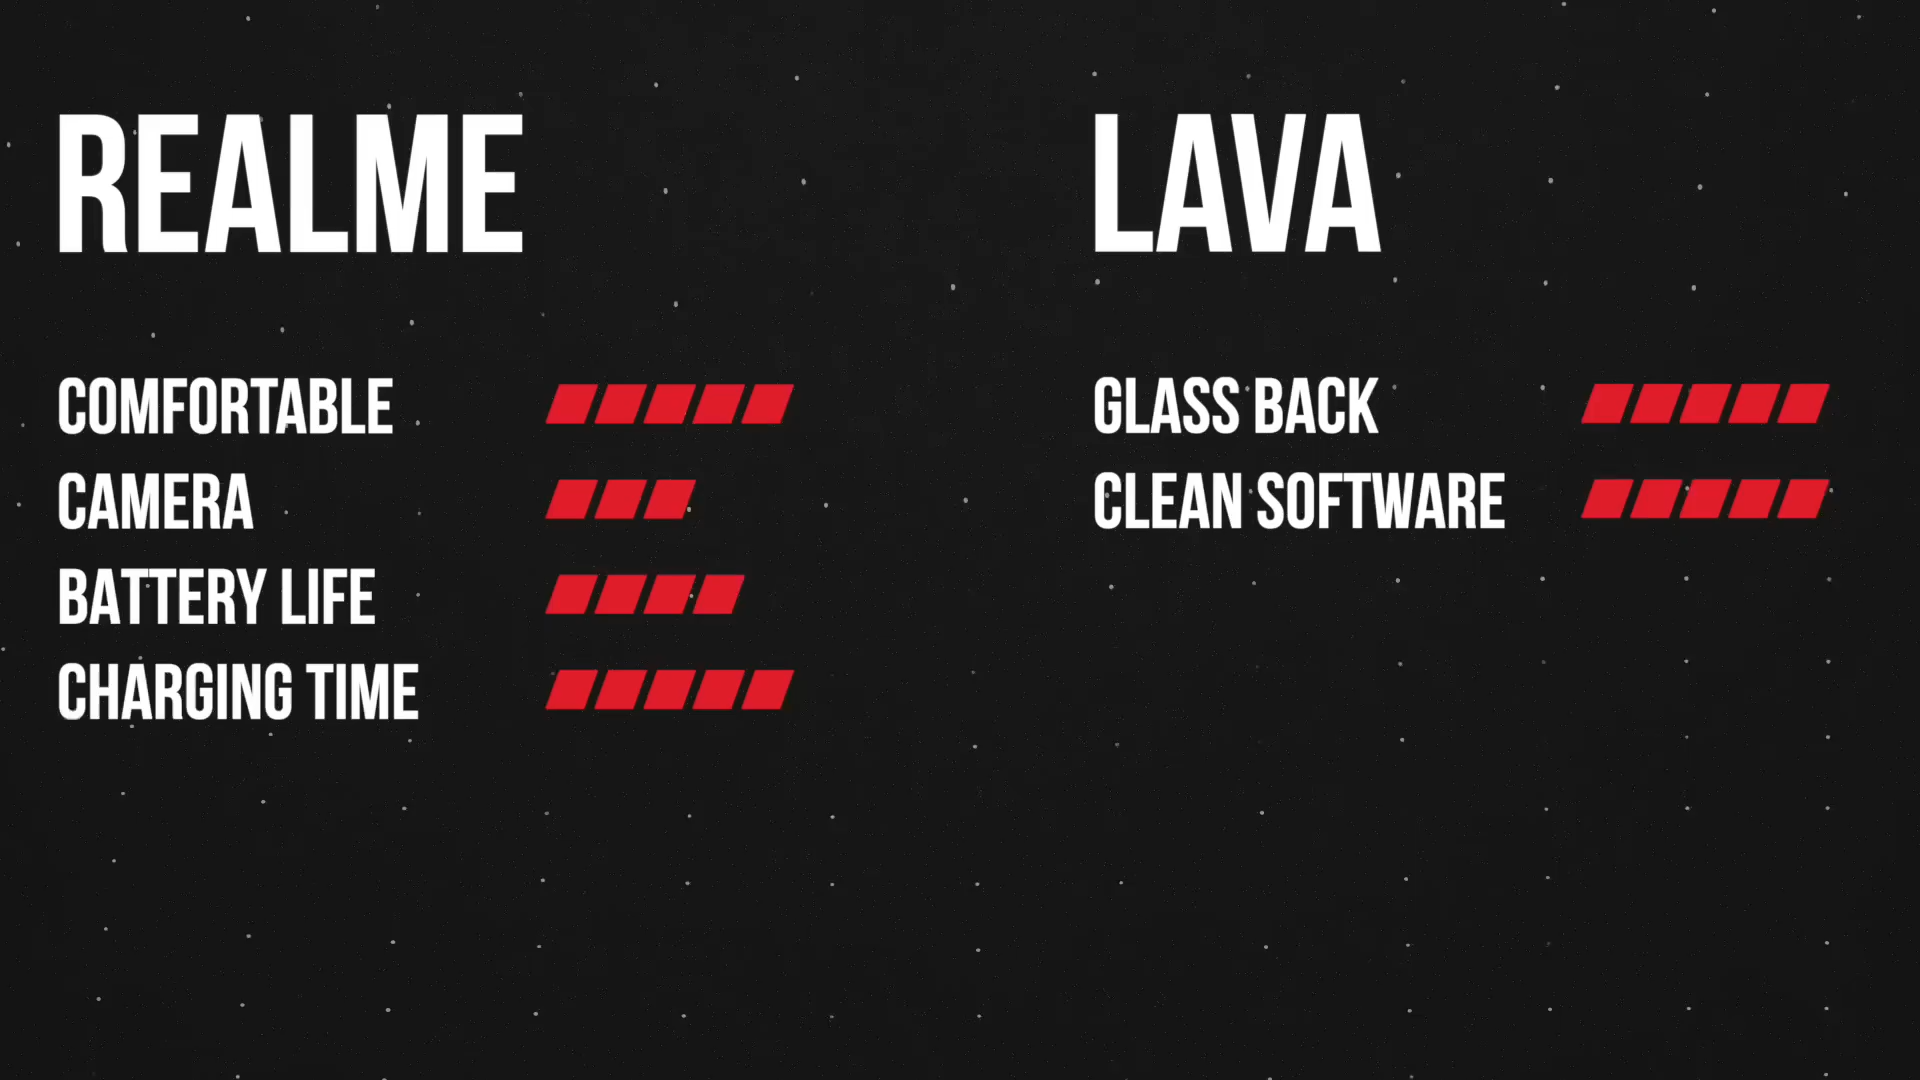 REALME
COMFORTABLE
CAMERA
BATTERY LIFE
CHARGING TIME
LAVA
GLASS BACK
CLEAN SOFTWARE